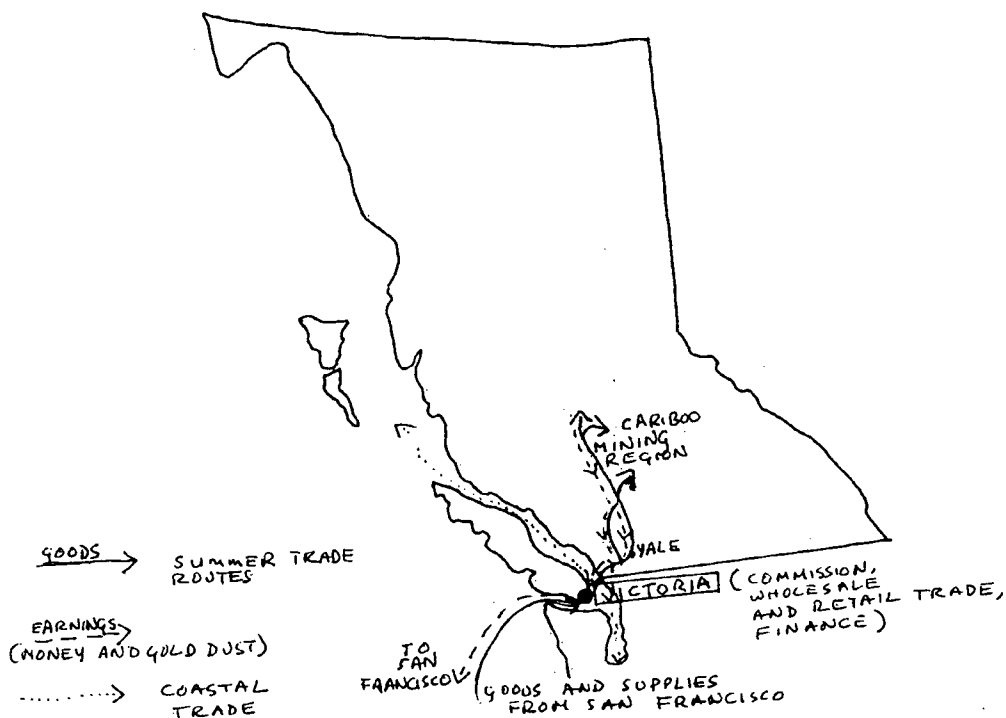 CARIBOO
MINING
REGION
YALE
VICTORIA (COMMISSION,
WHOLESALE
AND RETAIL TRADE,
FINANCE)
GOODS
SUMMER TRADE
ROUTES
EARNINGS
(MONEY AND GOLD DUST)
COASTAL
TRADE
TO
SAN
FRANCISCO
GOODS AND SUPPLIES
FROM SAN FRANCISCO